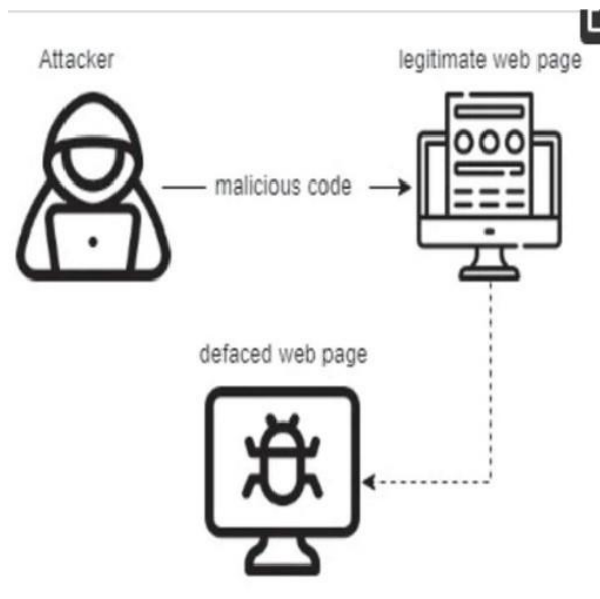 Attacker
legitimate web page
malicious code
defaced web page